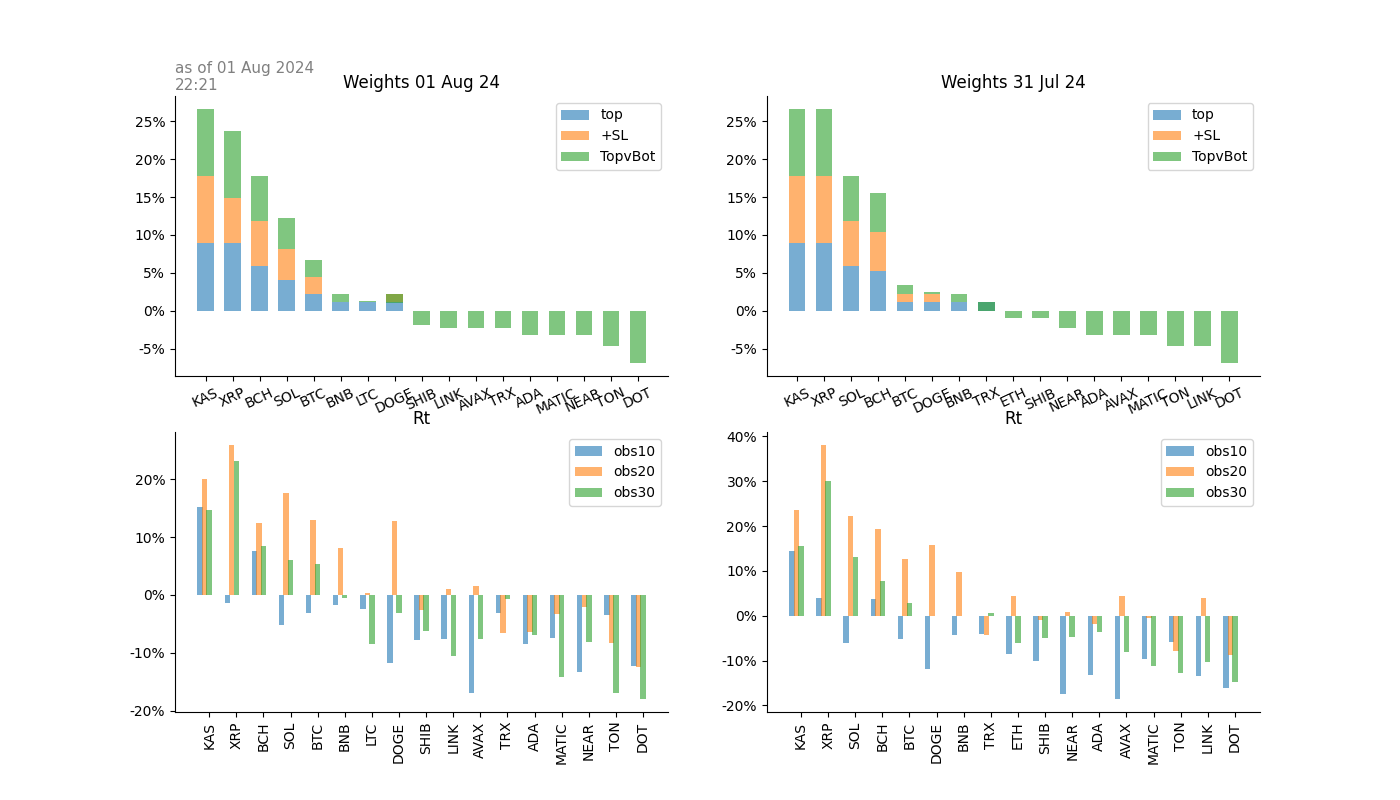 as of 01 Aug 2024
22:21
Weights 01 Aug 24
25%
20%
15%
10%
5%
0%
-5%
top
+SL
TopvBot
KAS XRP BCH SOL BTC BNB LTC DOGE SHIB LINK AVAX TRX ADA MATIC NEAR TON DOT
Weights 31 Jul 24
25%
20%
15%
10%
5%
0%
-5%
top
+SL
TopvBot
KAS XRP SOL BCH BTC DOGE BNB TRX ETH SHIB NEAR ADA AVAX MATIC TON LINK DOT
Rt
20%
10%
0%
-10%
-20%
obs10
obs20
obs30
KAS XRP BCH SOL BTC BNB LTC DOGE SHIB LINK AVAX TRX ADA MATIC NEAR TON DOT
Rt
40%
30%
20%
10%
0%
-10%
-20%
obs10
obs20
obs30
KAS XRP SOL BCH BTC DOGE BNB TRX ETH SHIB NEAR ADA AVAX MATIC TON LINK DOT